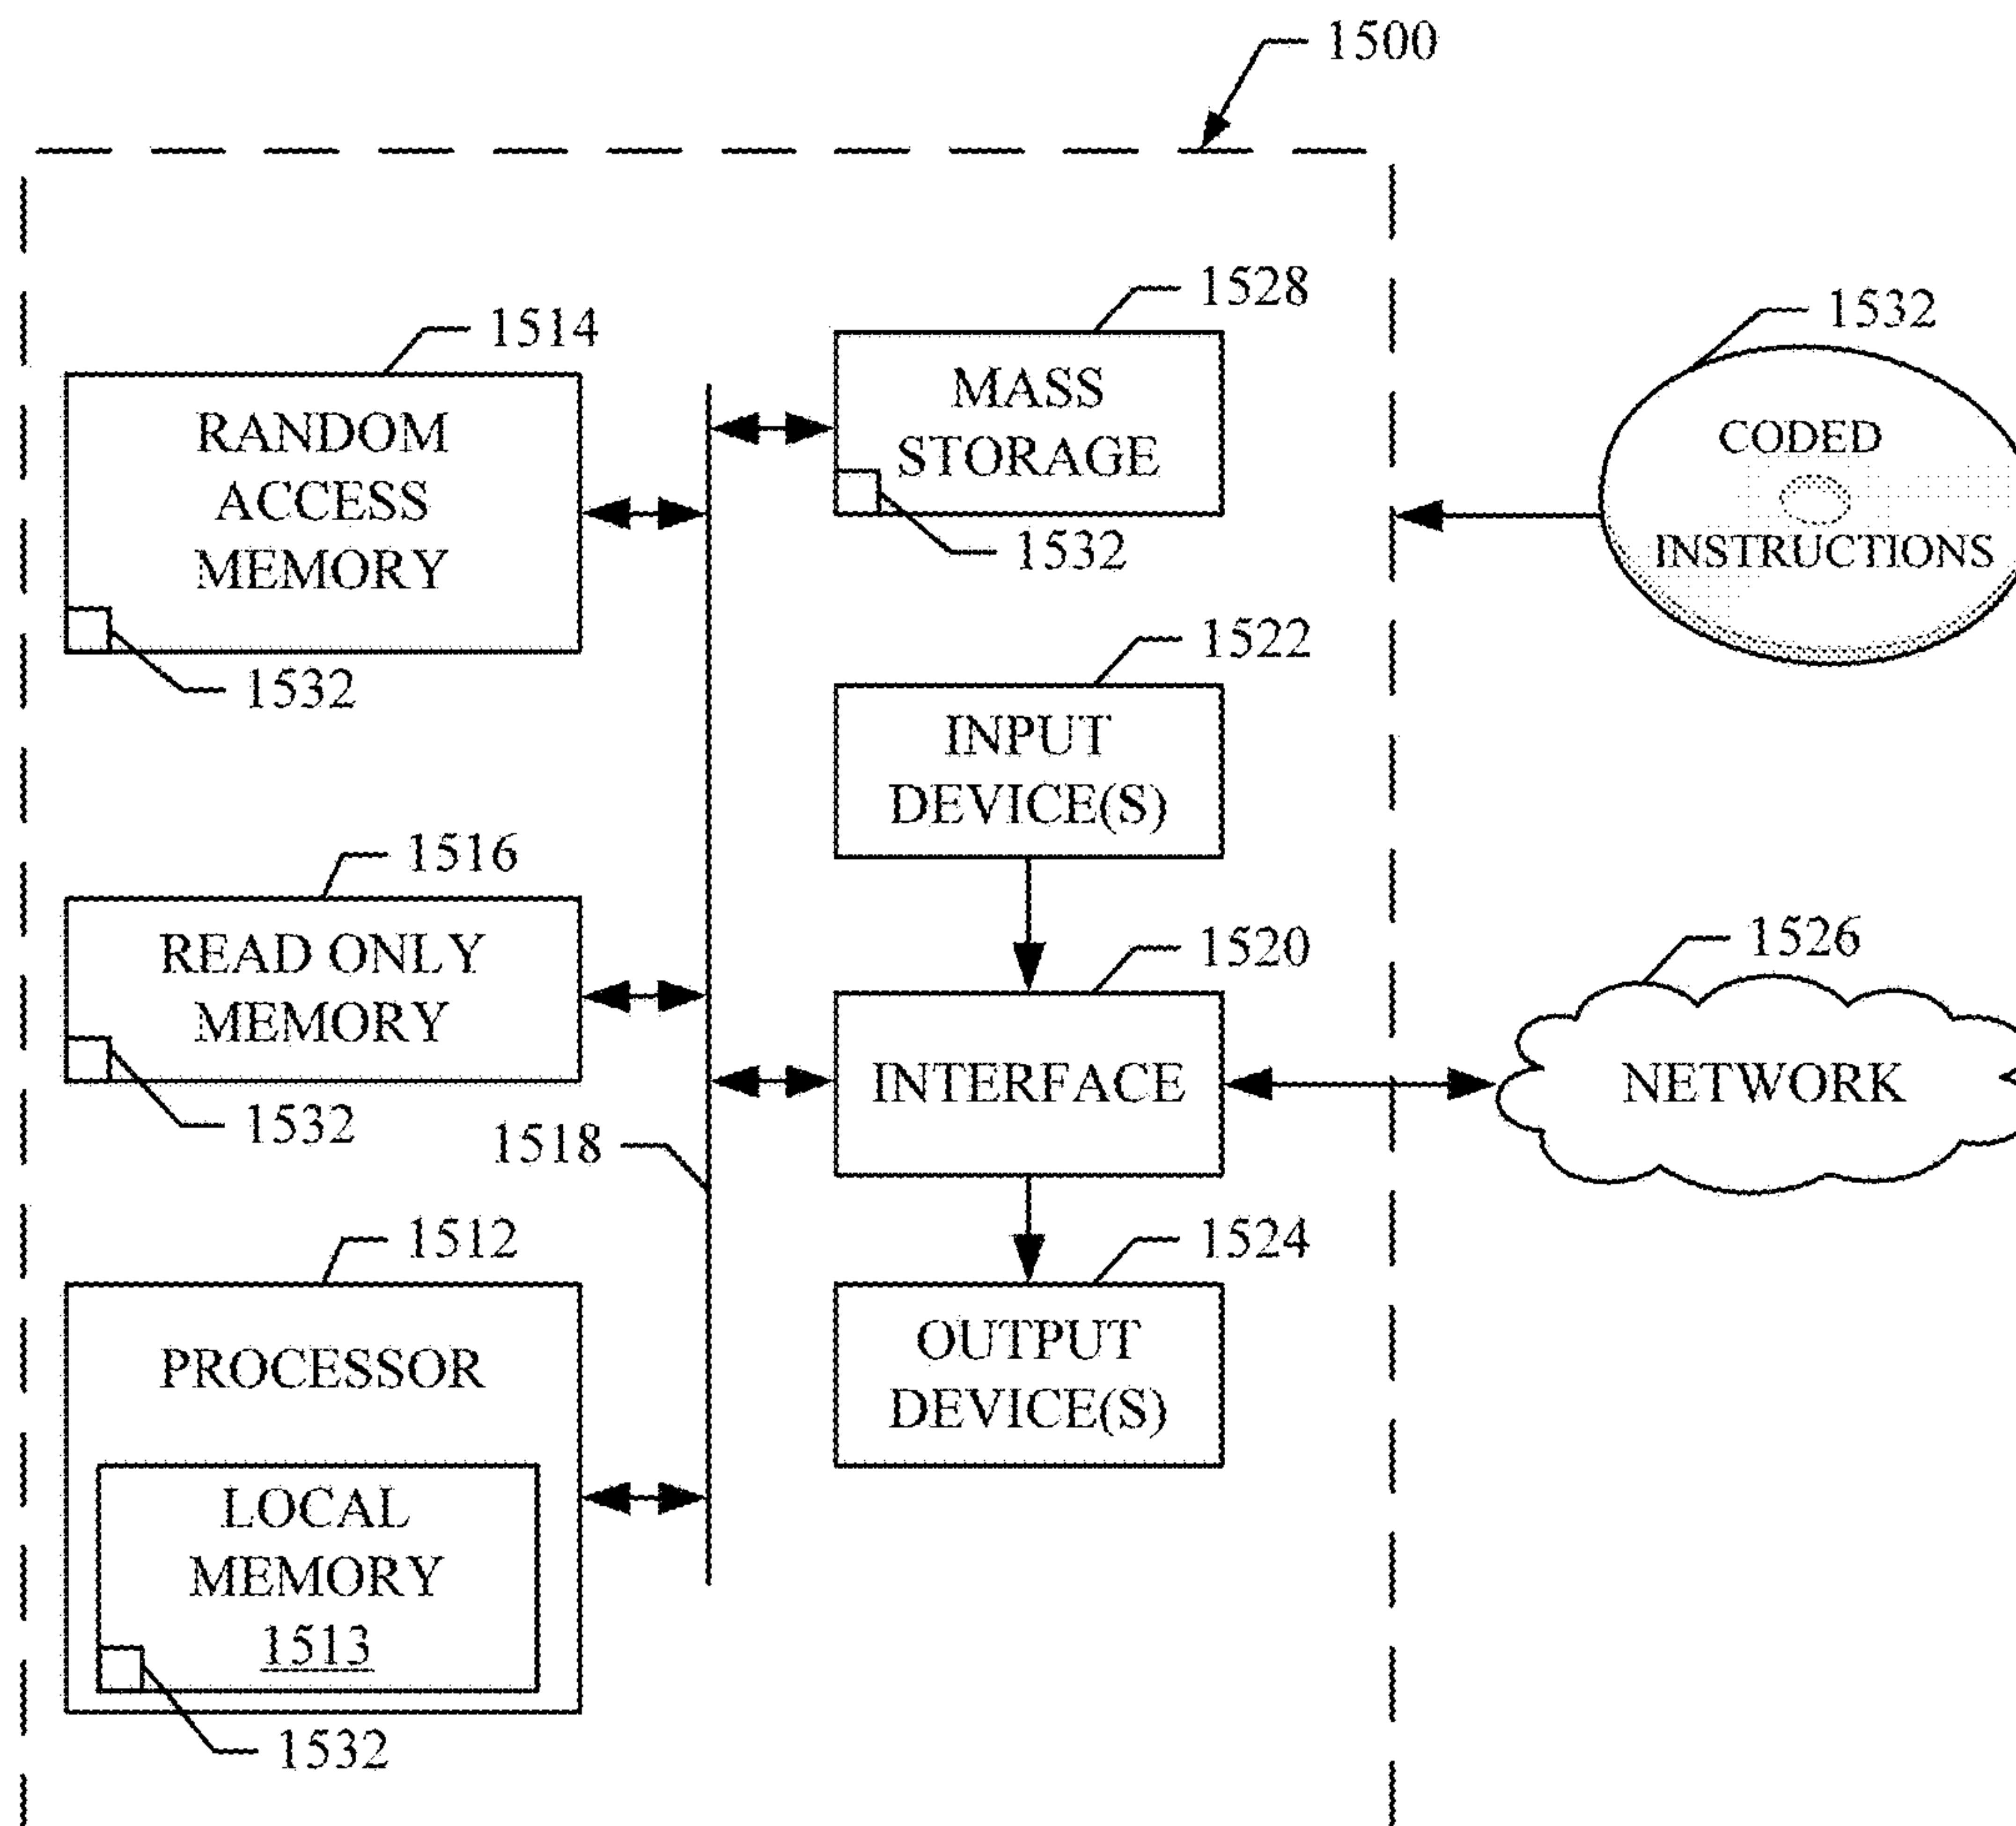 1500
1528
1514
1532
MASS
STORAGE
RANDOM
ACCESS
MEMORY
CODED
INSTRUCTIONS
1532
1532
1522
INPUT
DEVICE(S)
1516
READ ONLY
MEMORY
1520
1526
INTERFACE
NETWORK
1532
1518
1512
1524
PROCESSOR
OUTPUT
DEVICE(S)
LOCAL
MEMORY
1513
1532